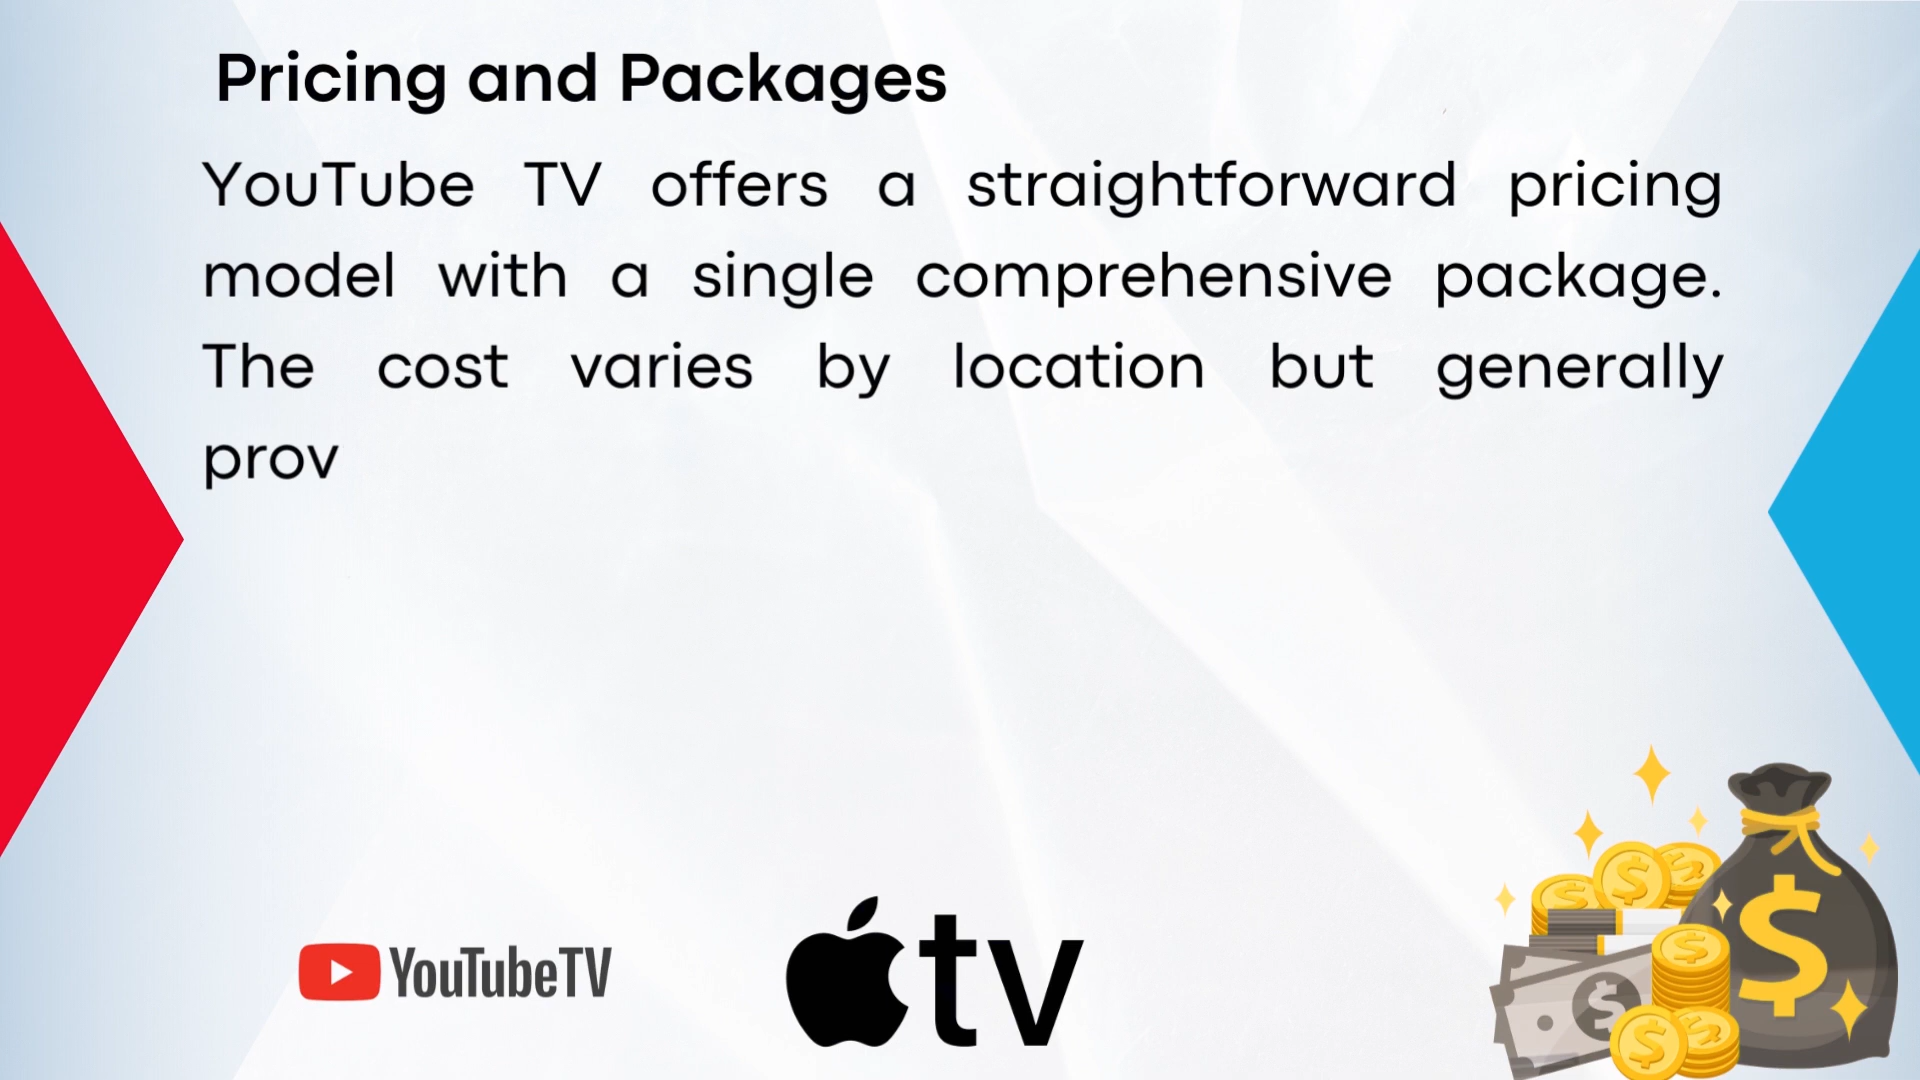 Pricing and Packages
YouTube TV offers a straightforward pricing
model with a single comprehensive package.
The cost varies by location but generally
prov
YouTubeTV
tv
$